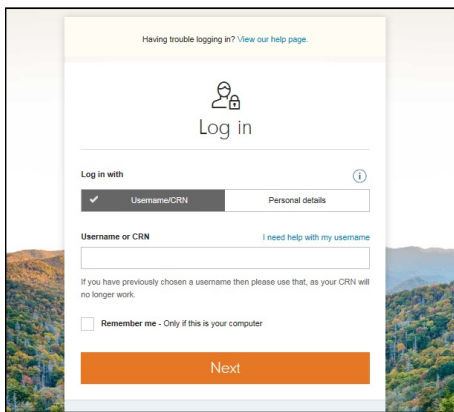 Having trouble logging in? View our help page.
Log in
Log in with
i
Username/CRN Personal details
Username or CRN I need help with my username
If you have previously chosen a username then please use that, as your CRN will
no longer work.
Remember me - Only if this is your computer
Next